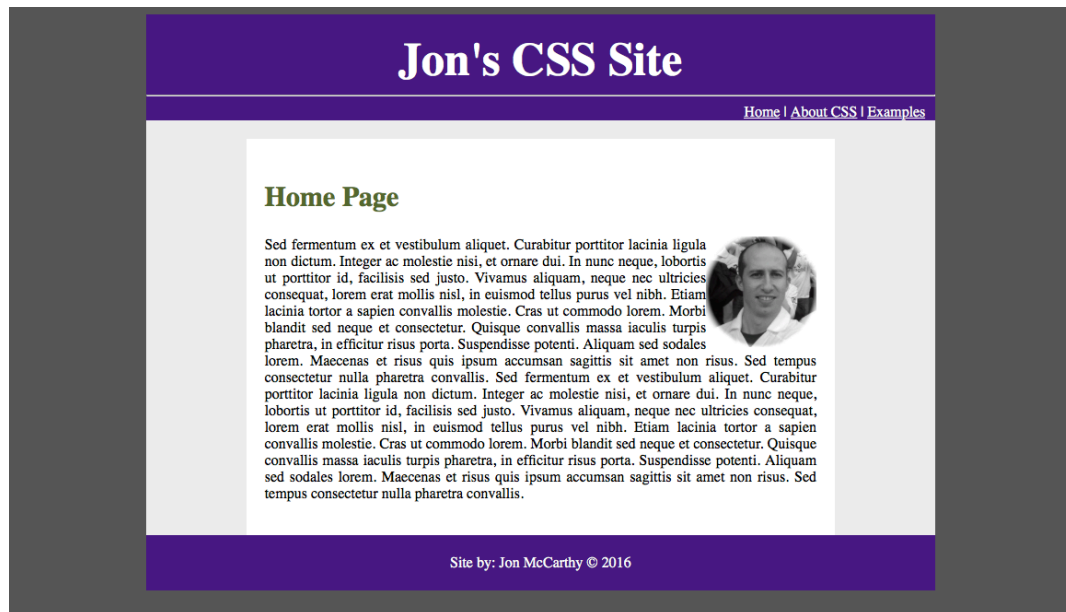 Jon's CSS Site
Home | About CSS | Examples
Home Page
Sed fermentum ex et vestibulum aliquet. Curabitur porttitor lacinia ligula
non dictum. Integer ac molestie nisi, et ornare dui. In nunc neque, lobortis
ut porttitor id, facilisis sed justo. Vivamus aliquam, neque nec ultricies
consequat, lorem erat mollis nisl, in euismod tellus purus vel nibh. Etiam
lacinia tortor a sapien convallis molestie. Cras ut commodo lorem. Morbi
blandit sed neque et consectetur. Quisque convallis massa iaculis turpis
pharetra, in efficitur risus porta. Suspendisse potenti. Aliquam sed sodales
lorem. Maecenas et risus quis ipsum accumsan sagittis sit amet non risus. Sed tempus
consectetur nulla pharetra convallis. Sed fermentum ex et vestibulum aliquet. Curabitur
porttitor lacinia ligula non dictum. Integer ac molestie nisi, et ornare dui. In nunc neque,
lobortis ut porttitor id, facilisis sed justo. Vivamus aliquam, neque nec ultricies consequat,
lorem erat mollis nisl, in euismod tellus purus vel nibh. Etiam lacinia tortor a sapien
convallis molestie. Cras ut commodo lorem. Morbi blandit sed neque et consectetur. Quisque
convallis massa iaculis turpis pharetra, in efficitur risus porta. Suspendisse potenti. Aliquam
sed sodales lorem. Maecenas et risus quis ipsum accumsan sagittis sit amet non risus. Sed
tempus consectetur nulla pharetra convallis.
Site by: Jon McCarthy © 2016